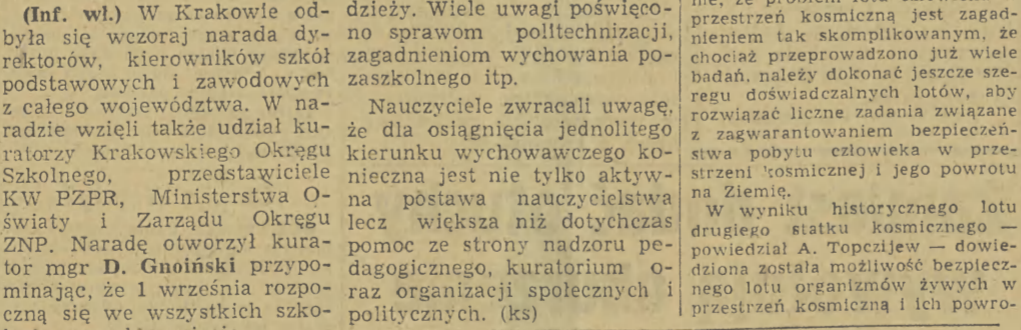 (Inf. wł.) W Krakowie od-
była się wczoraj narada dy-
rektorów, kierowników szkół
podstawowych i zawodowych
z całego województwa. W na-
radzie wzięli także udział ku-
ratorzy Krakowskiego Okręgu
Szkolnego, przedstawiciele
KW PZPR, Ministerstwa O-
światy i Zarządu Okręgu
ZNP. Naradę otworzył kura-
tor mgr D. Gnoiński przypo-
minając, że 1 września rozpo-
czną się we wszystkich szko-
dzieży. Wiele uwagi poświęco-
no sprawom politechnizacji,
zagadnieniom wychowania po-
zaszkolnego itp.
Nauczyciele zwracali uwagę,
że dla osiągnięcia jednolitego
kierunku wychowawczego ko-
nieczna jest nie tylko aktyw-
na postawa nauczycielstwa
lecz większa niż dotychczas
pomoc ze strony nadzoru pe-
dagogicznego, kuratorium o-
raz organizacji społecznych i
politycznych. (ks)
przestrzeń kosmiczną jest zagad-
nieniem tak skomplikowanym, że
chociaż przeprowadzono już wiele
badań, należy dokonać jeszcze sze-
regu doświadczalnych lotów, aby
rozwiązać liczne zadania związane
z zagwarantowaniem bezpieczeń-
stwa pobytu człowieka w prze-
strzeni kosmicznej i jego powrotu
na Ziemię.
W wyniku historycznego lotu
drugiego statku kosmicznego —
powiedział A. Topczijew — dowie-
dziona została możliwość bezpiecz-
nego lotu organizmów żywych w
przestrzeń kosmiczną i ich powro-